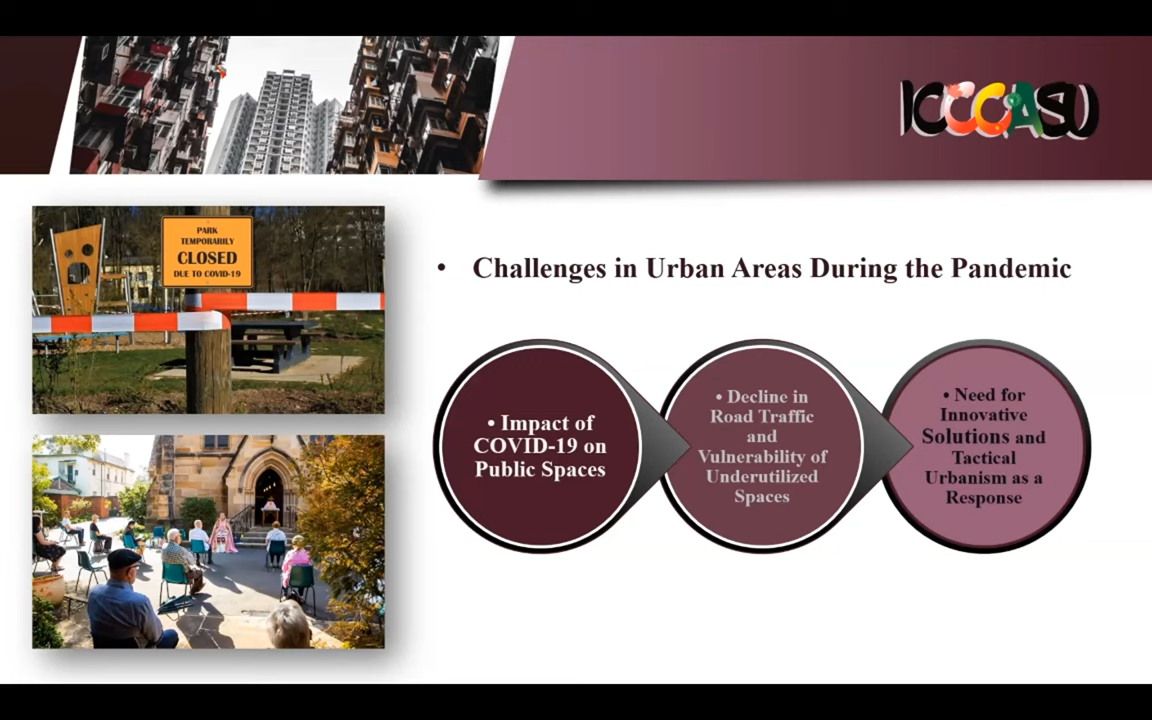 ICCCASU
PARK
TEMPORARILY
CLOSED
DUE TO COVID-19
• Challenges in Urban Areas During the Pandemic
• Impact of
COVID-19 on
Public Spaces
• Decline in
Road Traffic
and
Vulnerability of
Underutilized
Spaces
• Need for
Innovative
Solutions and
Tactical
Urbanism as a
Response